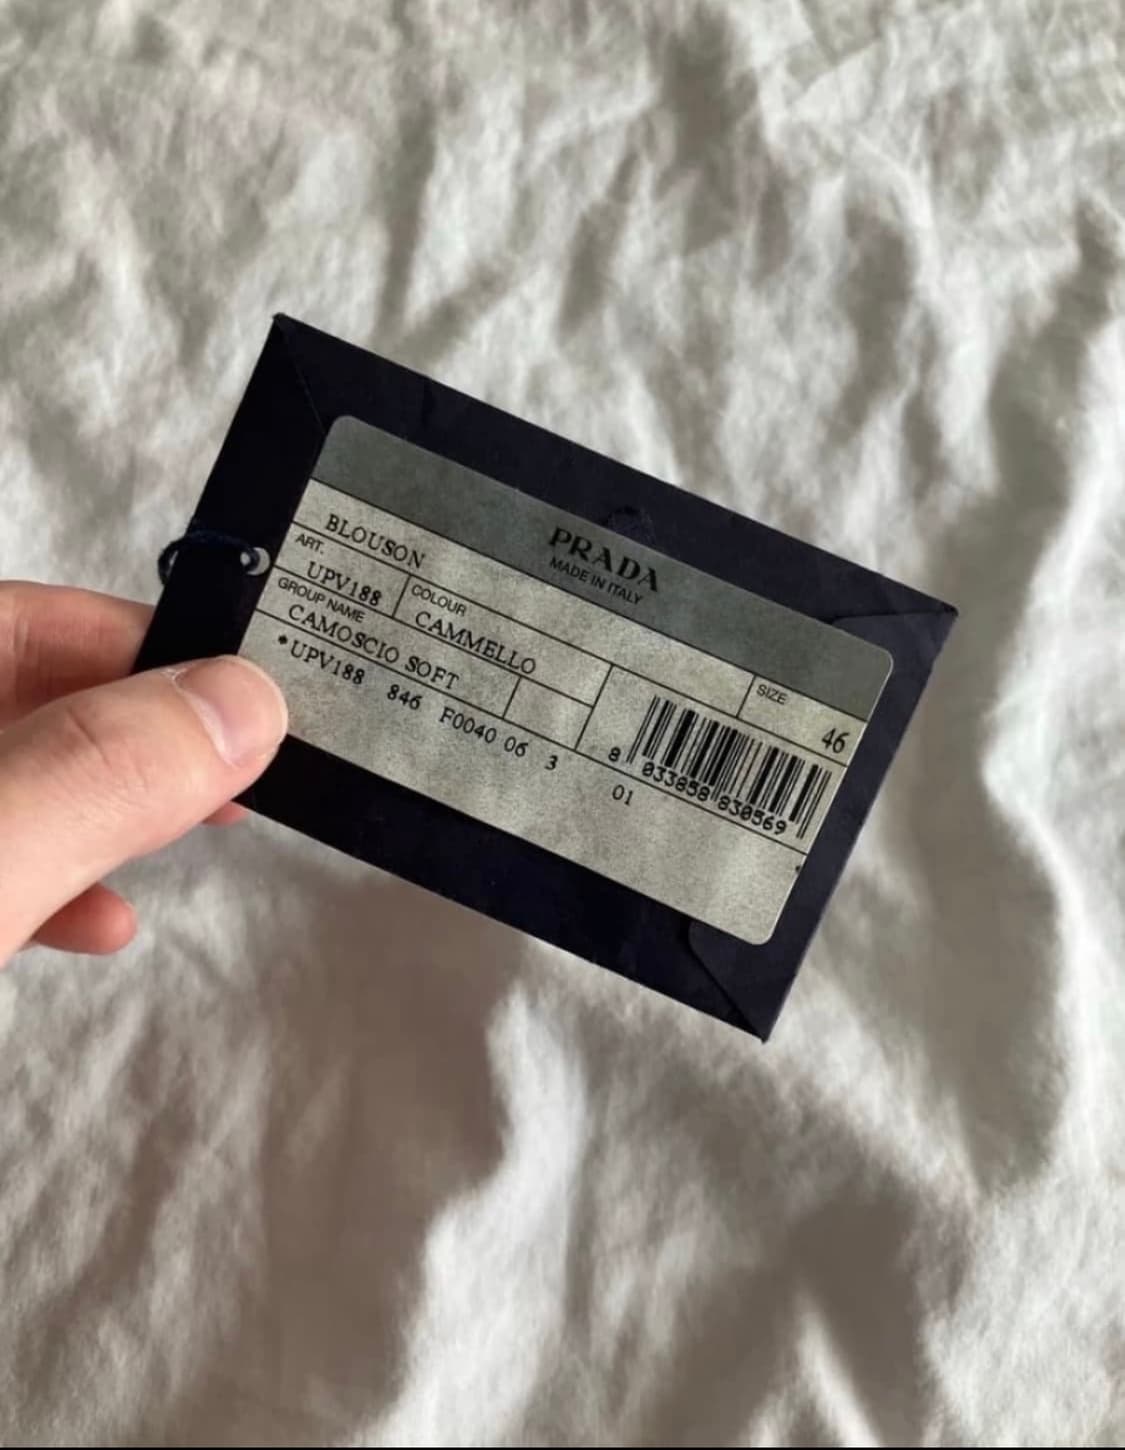 PRADA
MADE IN ITALY
BLOUSON
ART.
UPV188
COLOUR
CAMMELLO
SIZE
46
GROUP NAME
CAMOSCIO SOFT
*UPV188 846 F0040 06 3
8 033858 830569
01